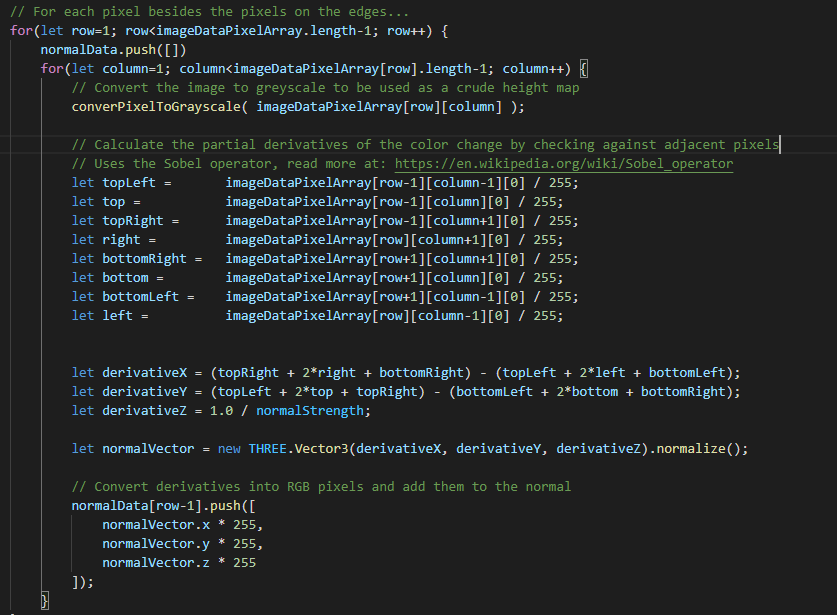 // For each pixel besides the pixels on the edges...
for(let row=1; row<imageDataPixelArray.length-1; row++) {
normalData.push([])
for(let column=1; column<imageDataPixelArray[row].length-1; column++) {
// Convert the image to greyscale to be used as a crude height map
converPixelToGrayscale( imageDataPixelArray[row][column] );
// Calculate the partial derivatives of the color change by checking against adjacent pixels
// Uses the Sobel operator, read more at: https://en.wikipedia.org/wiki/Sobel_operator
let topLeft = imageDataPixelArray[row-1][column-1][0] / 255;
let top = imageDataPixelArray[row-1][column][0] / 255;
let topRight = imageDataPixelArray[row-1][column+1][0] / 255;
let right = imageDataPixelArray[row][column+1][0] / 255;
let bottomRight = imageDataPixelArray[row+1][column+1][0] / 255;
let bottom = imageDataPixelArray[row+1][column][0] / 255;
let bottomLeft = imageDataPixelArray[row+1][column-1][0] / 255;
let left = imageDataPixelArray[row][column-1][0] / 255;
let derivativeX = (topRight + 2*right + bottomRight) - (topLeft + 2*left + bottomLeft);
let derivativeY = (topLeft + 2*top + topRight) - (bottomLeft + 2*bottom + bottomRight);
let derivativeZ = 1.0 / normalStrength;
let normalVector = new THREE.Vector3(derivativeX, derivativeY, derivativeZ).normalize();
// Convert derivatives into RGB pixels and add them to the normal
normalData[row-1].push([
normalVector.x * 255,
normalVector.y * 255,
normalVector.z * 255
]);
}